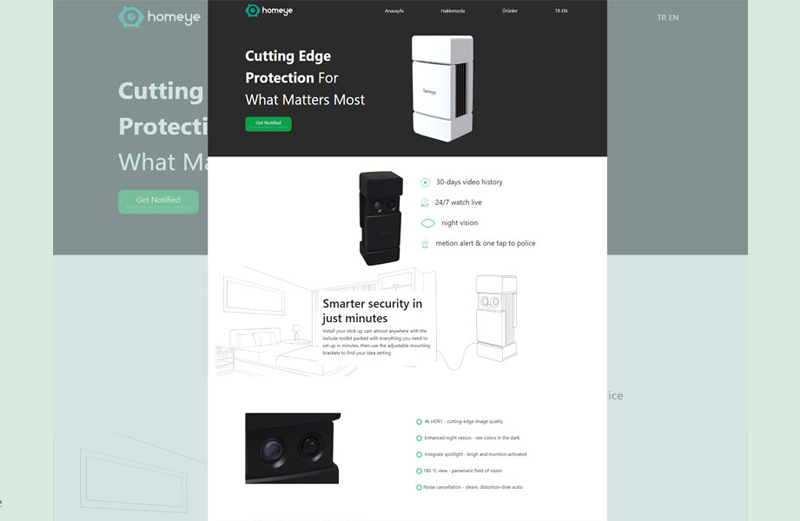 homeye
TR EN
Cutting
Protecti
What Ma
Get Notified
homeye
Anasayfa
Hakkımızda
Ürünler
TR EN
Cutting Edge
Protection For
What Matters Most
Get Notified
homeye
30-days video history
24/7 watch live
night vision
metion alert & one tap to police
Smarter security in
just minutes
Install your stick up cam almost anywhere with the
include toolkit packed with everything you need to
set up in minutes, then use the adjustable mounting
brackets to find your idea setting
ice
4k HDR1 - cutting-edge image quality
Enhanced night vesion - see colors in the dark
Integrate spotlight - brigh and montion-activated
180 °C view - panamaric field of vision
Noise cancellation - cleare, distortion-dree autio